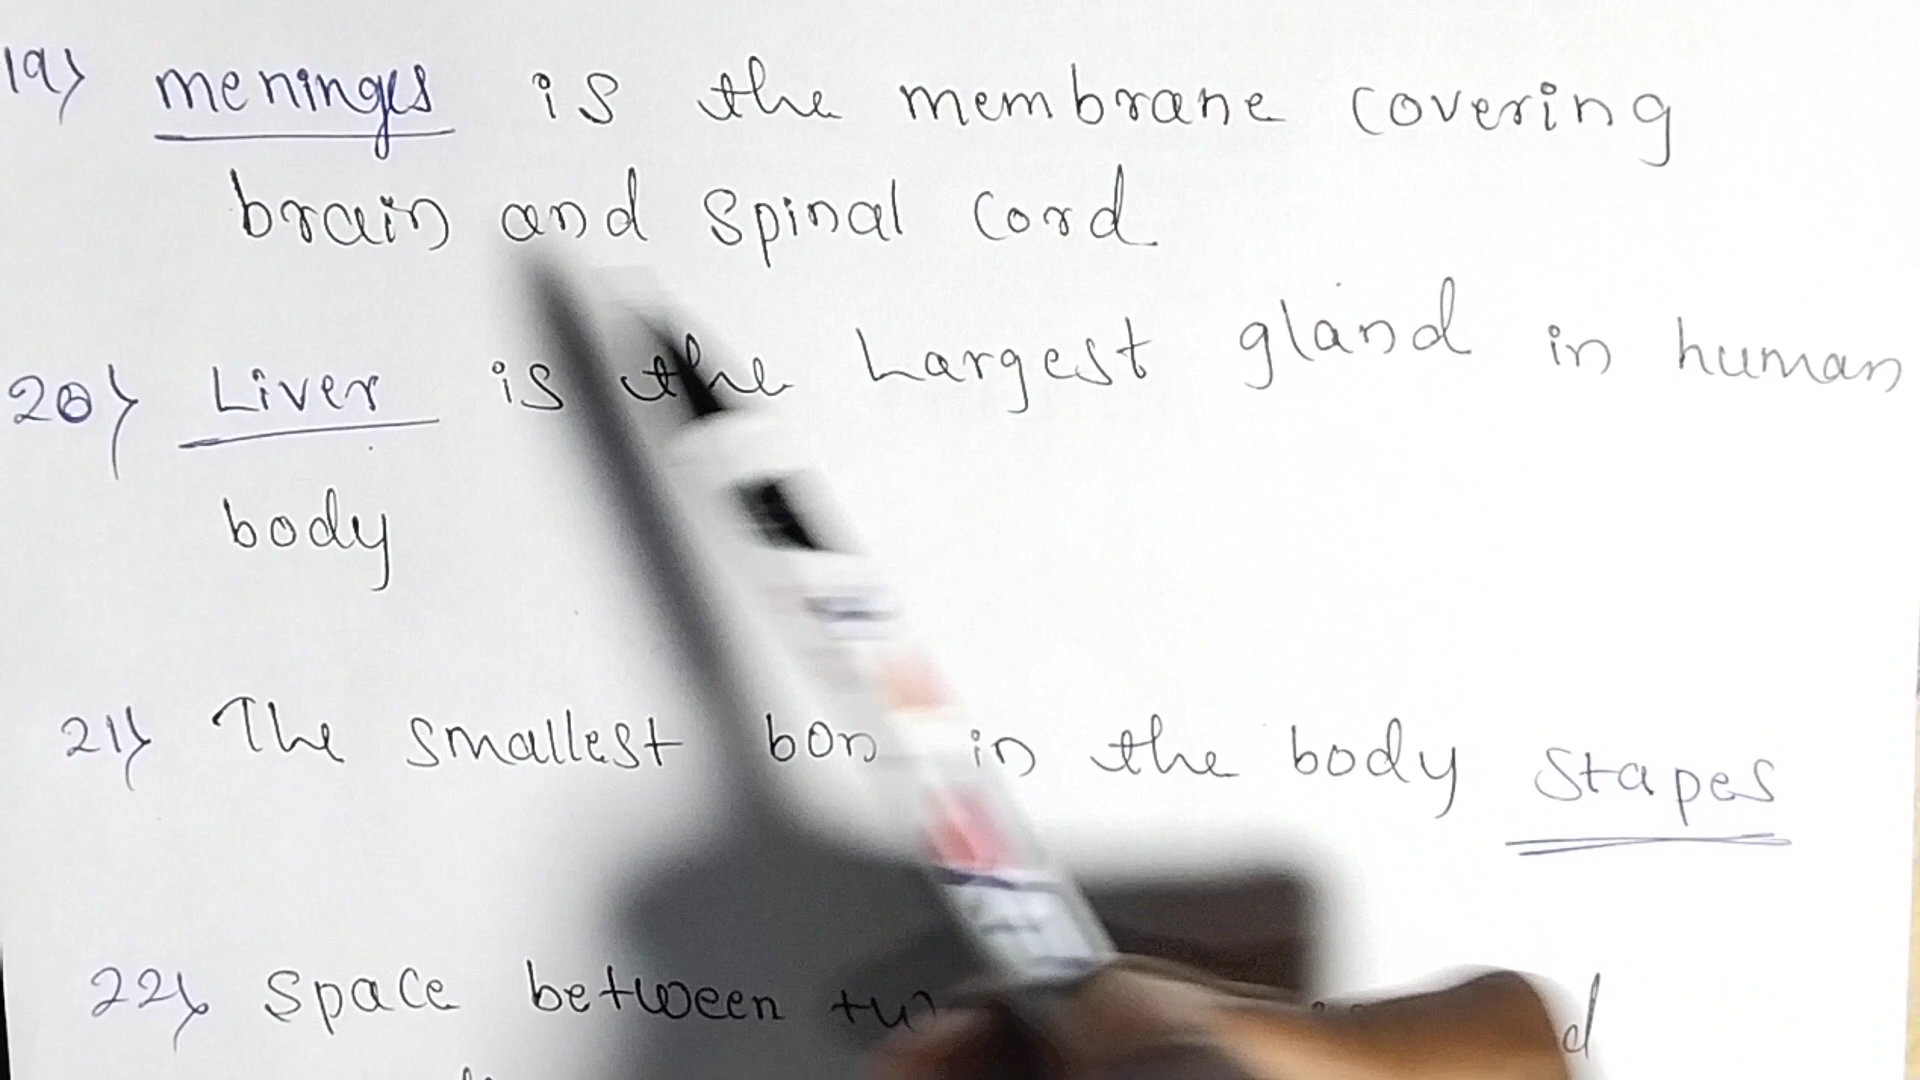 19) meninges is the membrane covering
brain and spinal cord
20) Liver is the Largest gland in human
body
21) The smallest bon in the body stapes
22) space between